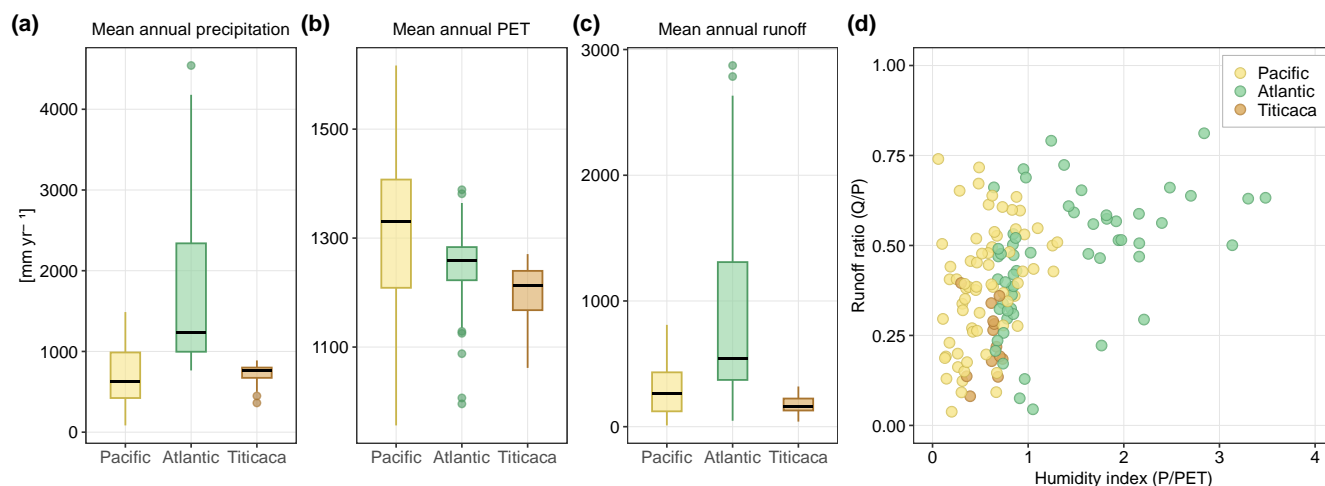 (a)
Mean annual precipitation
[mm yr⁻¹]
4000
3000
2000
1000
0
Pacific Atlantic Titicaca
(b)
Mean annual PET
1500
1300
1100
Pacific Atlantic Titicaca
(c)
Mean annual runoff
3000
2000
1000
0
Pacific Atlantic Titicaca
(d)
Runoff ratio (Q/P)
1.00
0.75
0.50
0.25
0.00
Pacific
Atlantic
Titicaca
0 1 2 3 4
Humidity index (P/PET)